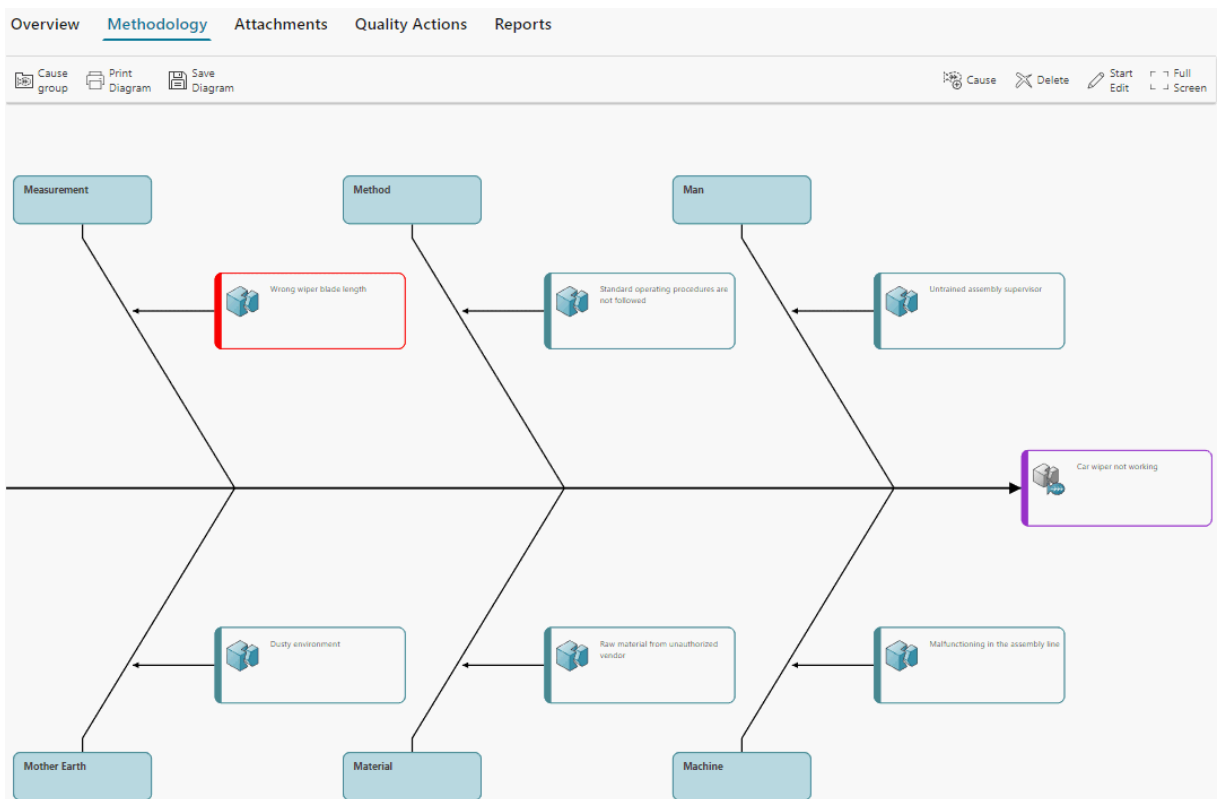 Overview Methodology Attachments Quality Actions Reports
Cause group
Print Diagram
Save Diagram
Cause
Delete
Start Edit
Full Screen
Measurement
Method
Man
Wrong wiper blade length
Standard operating procedures are
not followed
Untrained assembly supervisor
Car wiper not working
Dusty environment
Raw material from unauthorized
vendor
Malfunctioning in the assembly line
Mother Earth
Material
Machine